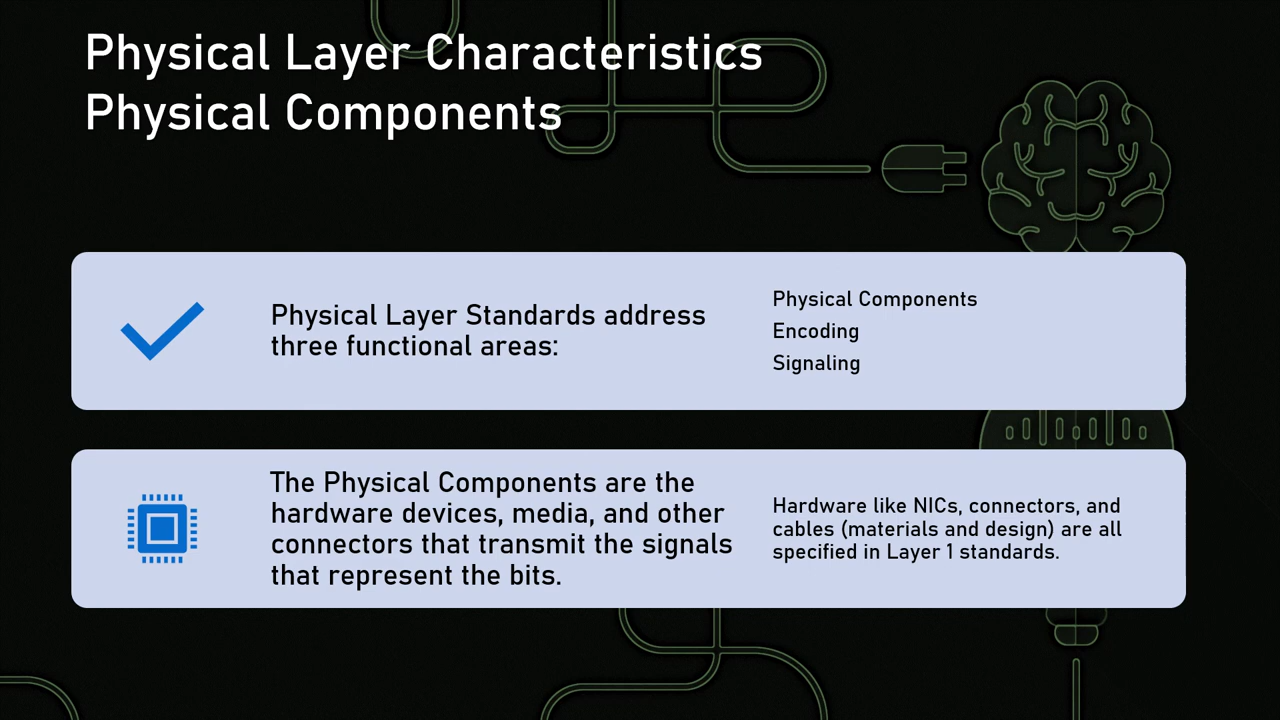 Physical Layer Characteristics
Physical Components
Physical Layer Standards address
three functional areas:
Physical Components
Encoding
Signaling
The Physical Components are the
hardware devices, media, and other
connectors that transmit the signals
that represent the bits.
Hardware like NICs, connectors, and
cables (materials and design) are all
specified in Layer 1 standards.